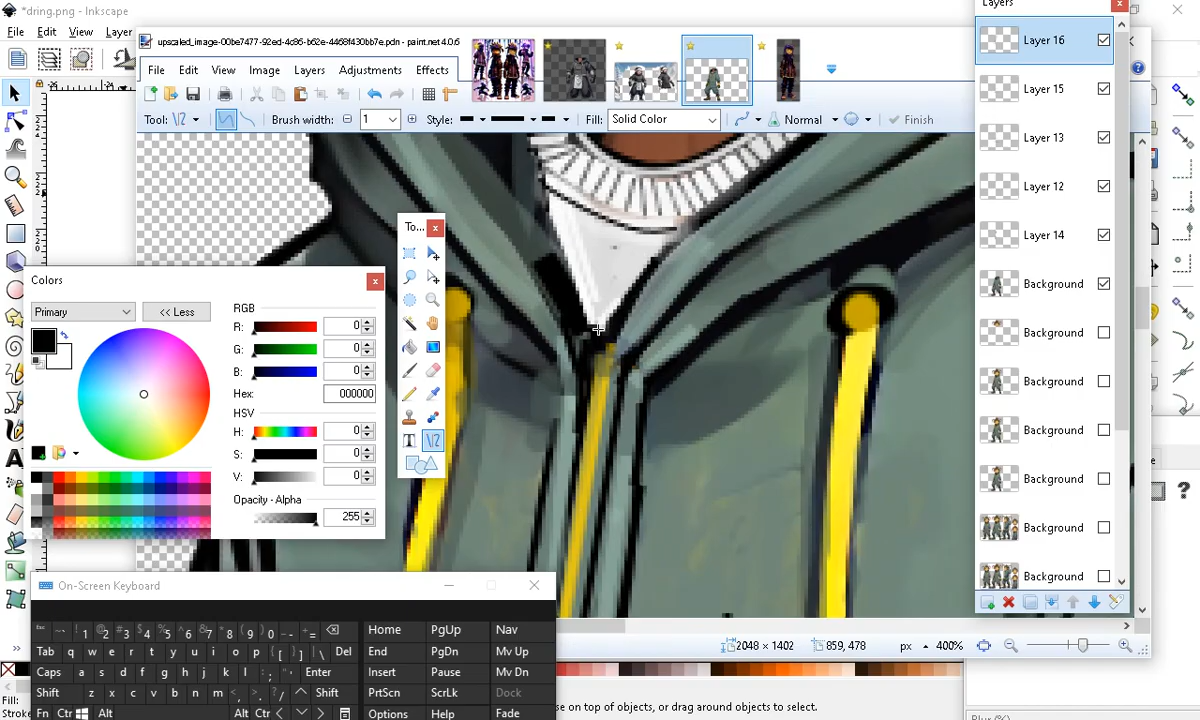 *dring.png - Inkscape
File Edit View Layer
upscaled_image-00be7477-92ed-4c86-b62e-4468f430bb7e.pdn - paint.net 4.0.6
File Edit View Image Layers Adjustments Effects
Tool: Brush width: 1 Style: Fill: Solid Color Normal Finish
Layers
Layer 16
Layer 15
Layer 13
Layer 12
Layer 14
Background
Background
Background
Background
Background
Background
Background
To...
Colors
Primary << Less
RGB
R: 0
G: 0
B: 0
Hex: 000000
HSV
H: 0
S: 0
V: 0
Opacity - Alpha
255
2048 × 1402 859, 478 px 400%
On-Screen Keyboard
Home PgUp Nav
Tab q w e r t y u i o p [ ] \ Del End PgDn Mv Up
Caps a s d f g h j k l ; ' Enter Insert Pause Mv Dn
Shift z x c v b n m , . / Shift PrtScn ScrLk Dock
Fn Alt Alt Options Help Fade
Fill:
Stroke
se on top of objects, or drag around objects to select.